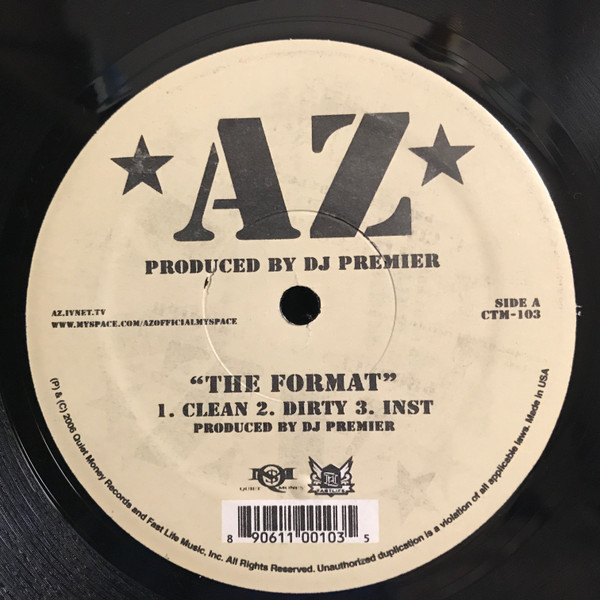 AZ
PRODUCED BY DJ PREMIER
AZ.IVNET.TV
WWW.MYSPACE.COM/AZOFFICIALMYSPACE
SIDE A
CTM-103
"THE FORMAT"
1. CLEAN 2. DIRTY 3. INST
PRODUCED BY DJ PREMIER
8 90611 00103 5
(P) & (C) 2006 Quiet Money Records and Fast Life Music, Inc. All Rights Reserved. Unauthorized duplication is a violation of all applicable laws. Made in USA